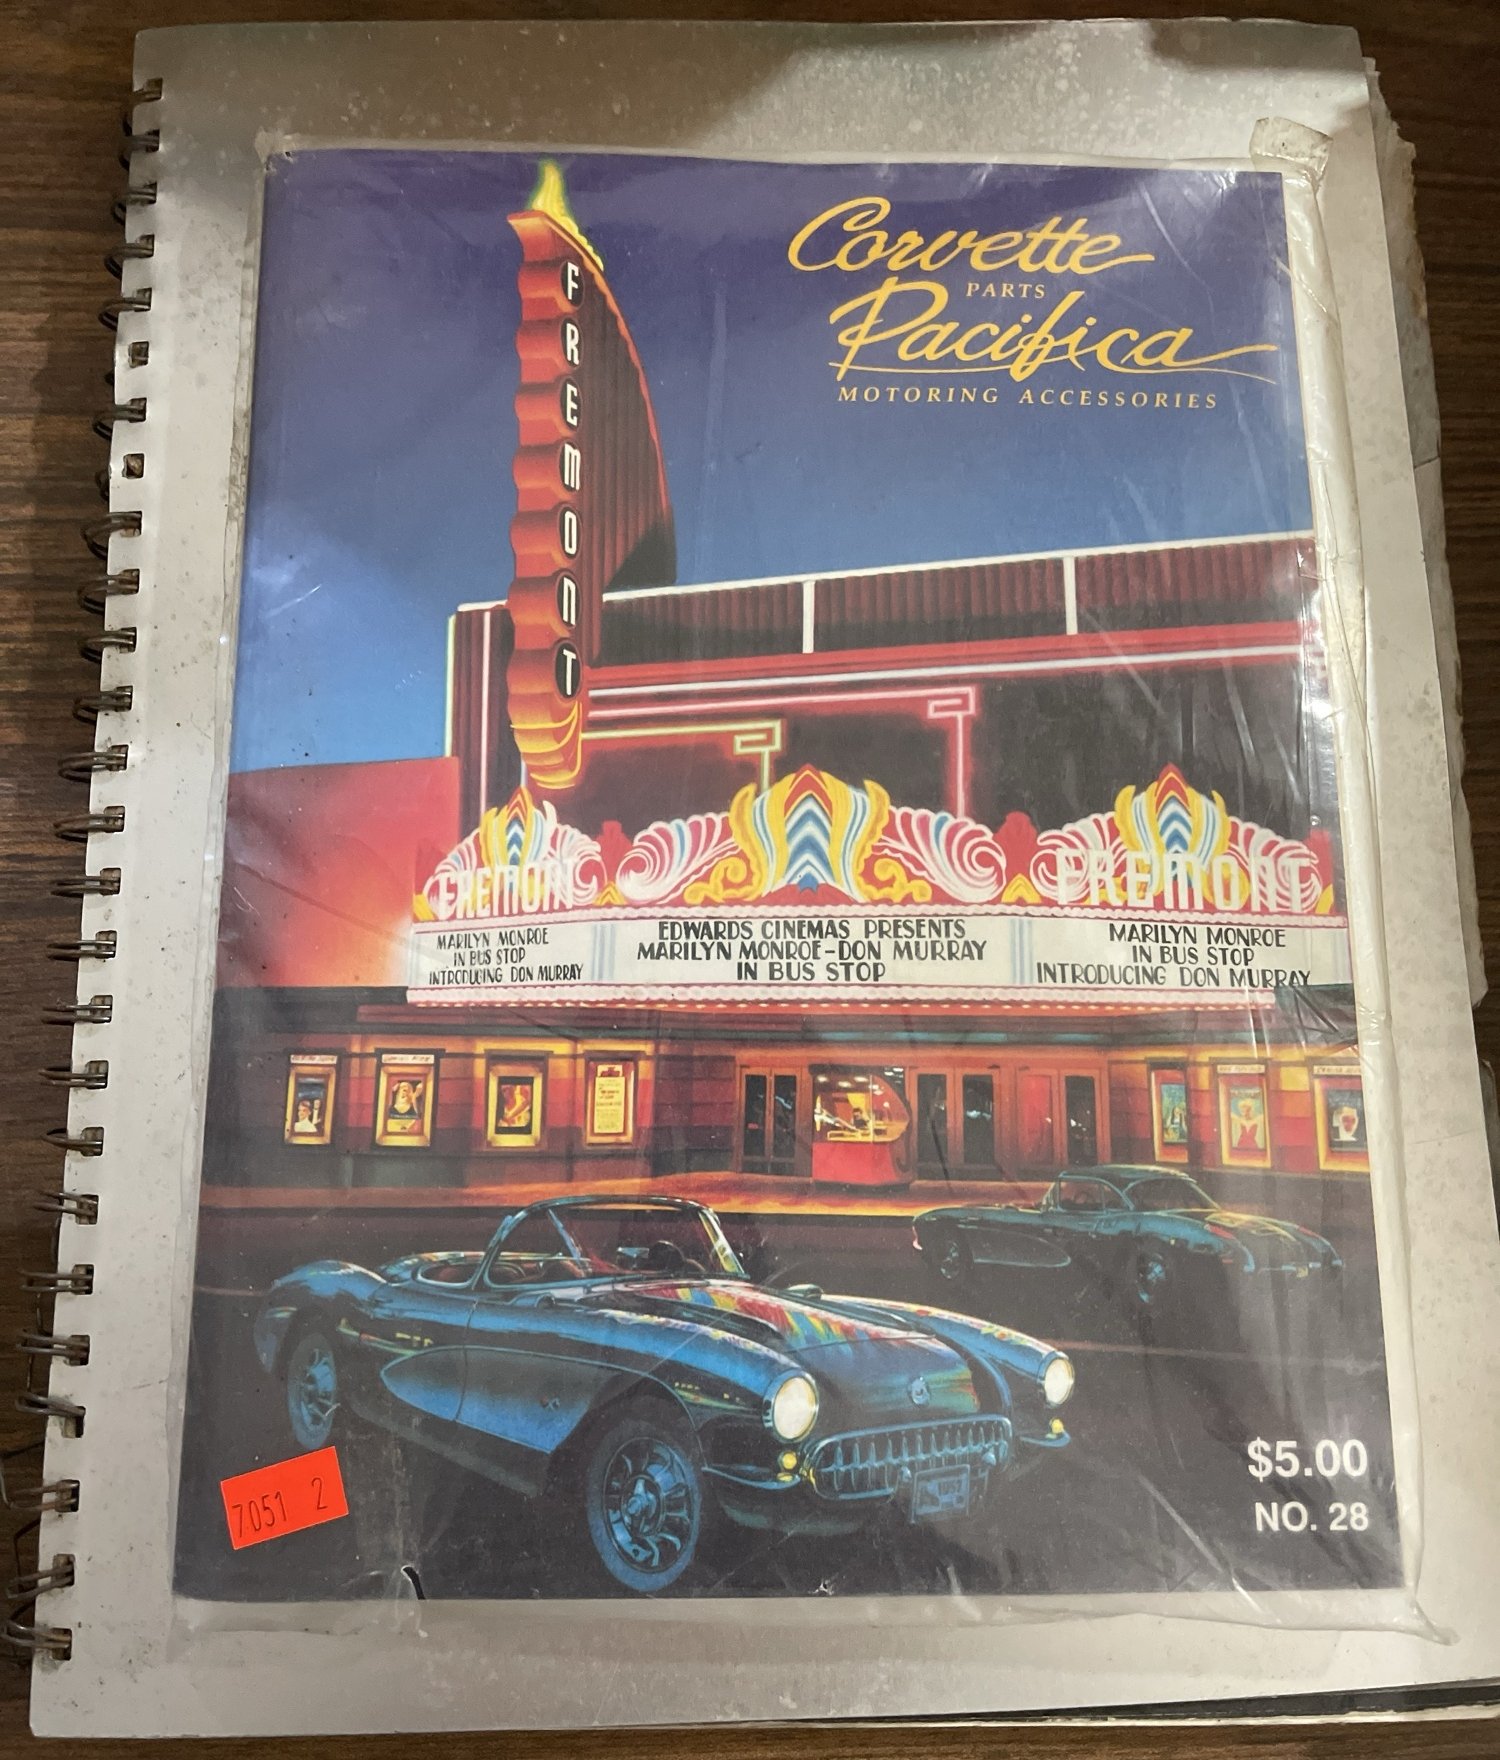 Corvette
PARTS
Pacifica
MOTORING ACCESSORIES
FREMONT
FREMONT
FREMONT
MARILYN MONROE
IN BUS STOP
INTRODUCING DON MURRAY
EDWARDS CINEMAS PRESENTS
MARILYN MONROE-DON MURRAY
IN BUS STOP
MARILYN MONROE
IN BUS STOP
INTRODUCING DON MURRAY
1957
$5.00
NO. 28
7051 2